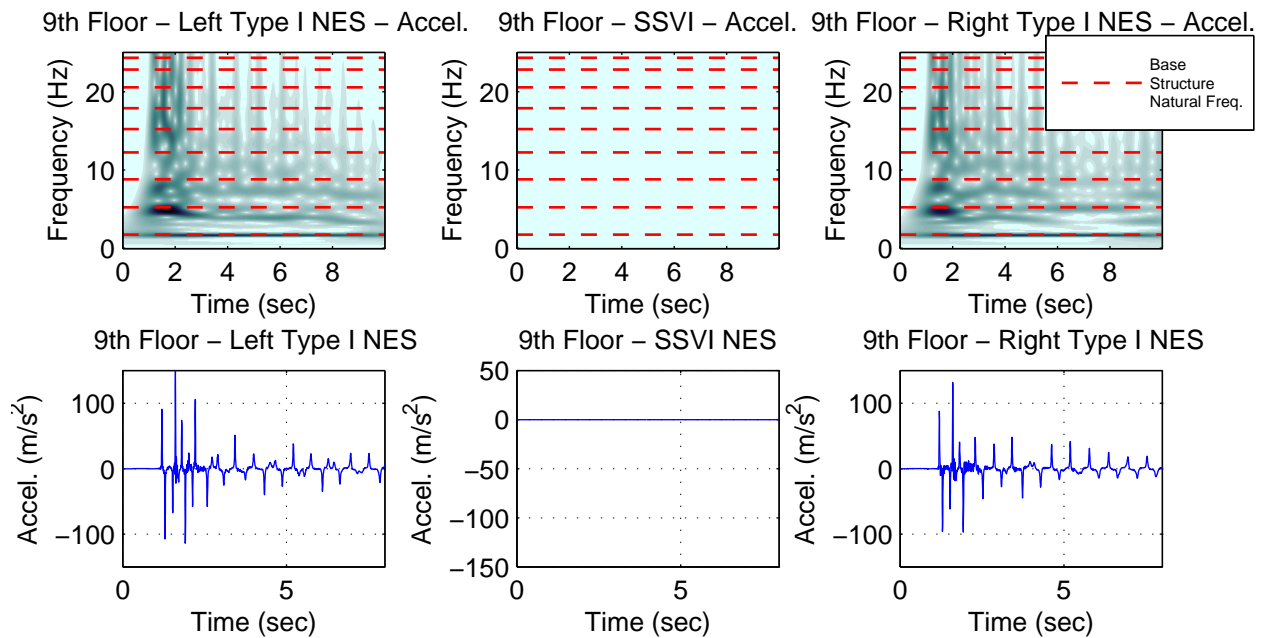 9th Floor – Left Type I NES – Accel.
9th Floor – SSVI – Accel.
9th Floor – Right Type I NES – Accel.
Base
Structure
Natural Freq.
Frequency (Hz)
20
10
0
0 2 4 6 8
Time (sec)
Frequency (Hz)
20
10
0
0 2 4 6 8
Time (sec)
Frequency (Hz)
20
10
0
0 2 4 6 8
Time (sec)
9th Floor – Left Type I NES
9th Floor – SSVI NES
9th Floor – Right Type I NES
Accel. (m/s²)
100
0
−100
0 5
Time (sec)
Accel. (m/s²)
50
0
−50
−100
−150
0 5
Time (sec)
Accel. (m/s²)
100
0
−100
0 5
Time (sec)